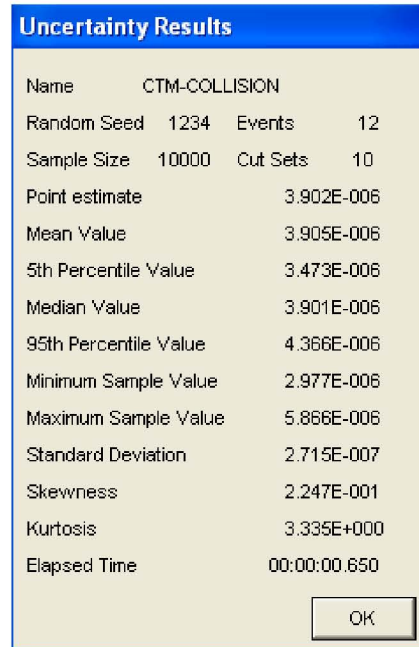 Uncertainty Results
Name CTM-COLLISION
Random Seed 1234 Events 12
Sample Size 10000 Cut Sets 10
Point estimate 3.902E-006
Mean Value 3.905E-006
5th Percentile Value 3.473E-006
Median Value 3.901E-006
95th Percentile Value 4.366E-006
Minimum Sample Value 2.977E-006
Maximum Sample Value 5.866E-006
Standard Deviation 2.715E-007
Skewness 2.247E-001
Kurtosis 3.335E+000
Elapsed Time 00:00:00.650
OK